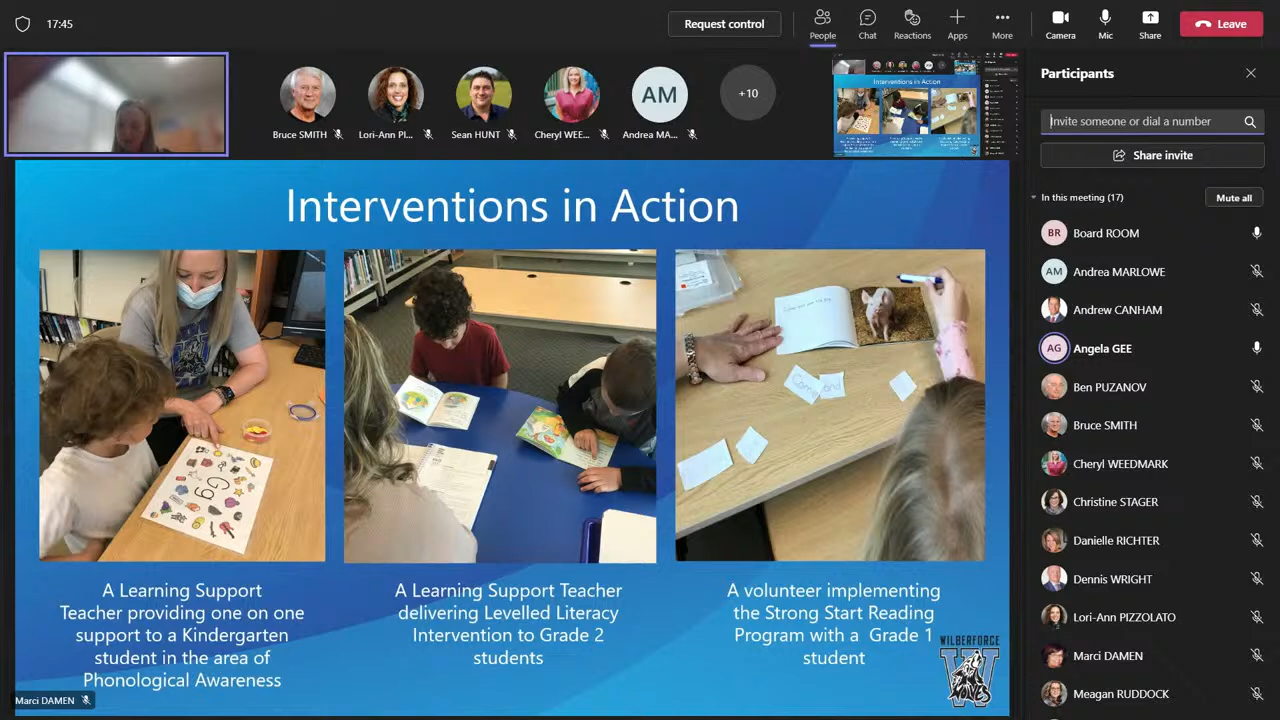 17:45
Request control
People
Chat
Reactions
Apps
More
Camera
Mic
Share
Leave
Bruce SMITH
Lori-Ann PI...
Sean HUNT
Cheryl WEE...
AM
Andrea MA...
+10
Participants
Invite someone or dial a number
Share invite
In this meeting (17)
Mute all
BR Board ROOM
AM Andrea MARLOWE
Andrew CANHAM
AG Angela GEE
Ben PUZANOV
Bruce SMITH
Cheryl WEEDMARK
Christine STAGER
Danielle RICHTER
Dennis WRIGHT
Lori-Ann PIZZOLATO
Marci DAMEN
Meagan RUDDOCK
Interventions in Action
Gg
A Learning Support
Teacher providing one on one
support to a Kindergarten
student in the area of
Phonological Awareness
A Learning Support Teacher
delivering Levelled Literacy
Intervention to Grade 2
students
A volunteer implementing
the Strong Start Reading
Program with a Grade 1
student
WILBERFORCE
W
WOLVES
Marci DAMEN